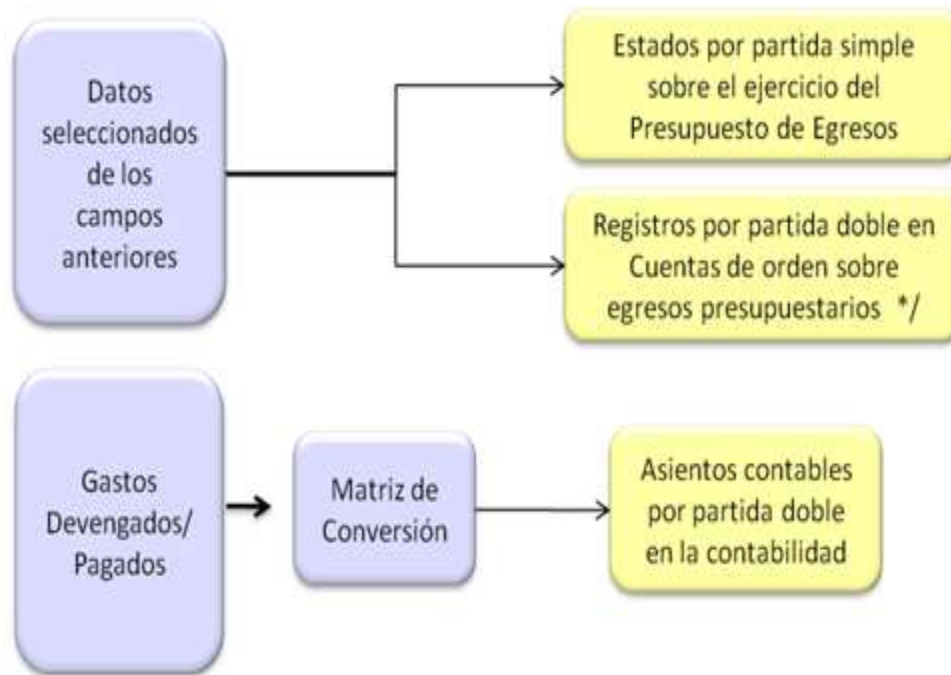 Datos
seleccionados
de los
campos
anteriores
Estados por partida simple
sobre el ejercicio del
Presupuesto de Egresos
Registros por partida doble en
Cuentas de orden sobre
egresos presupuestarios */
Gastos
Devengados/
Pagados
Matriz de
Conversión
Asientos contables
por partida doble
en la contabilidad